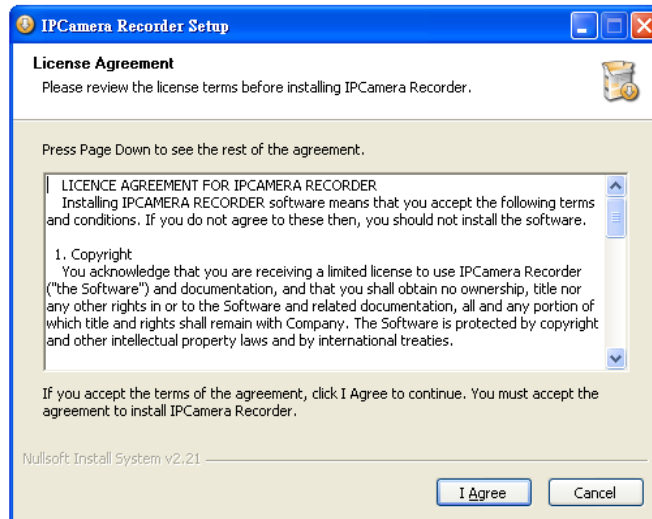 IPCamera Recorder Setup
License Agreement
Please review the license terms before installing IPCamera Recorder.
Press Page Down to see the rest of the agreement.
LICENCE AGREEMENT FOR IPCAMERA RECORDER
Installing IPCAMERA RECORDER software means that you accept the following terms
and conditions. If you do not agree to these then, you should not install the software.
1. Copyright
You acknowledge that you are receiving a limited license to use IPCamera Recorder
("the Software") and documentation, and that you shall obtain no ownership, title nor
any other rights in or to the Software and related documentation, all and any portion of
which title and rights shall remain with Company. The Software is protected by copyright
and other intellectual property laws and by international treaties.
If you accept the terms of the agreement, click I Agree to continue. You must accept the
agreement to install IPCamera Recorder.
Nullsoft Install System v2.21
I Agree
Cancel